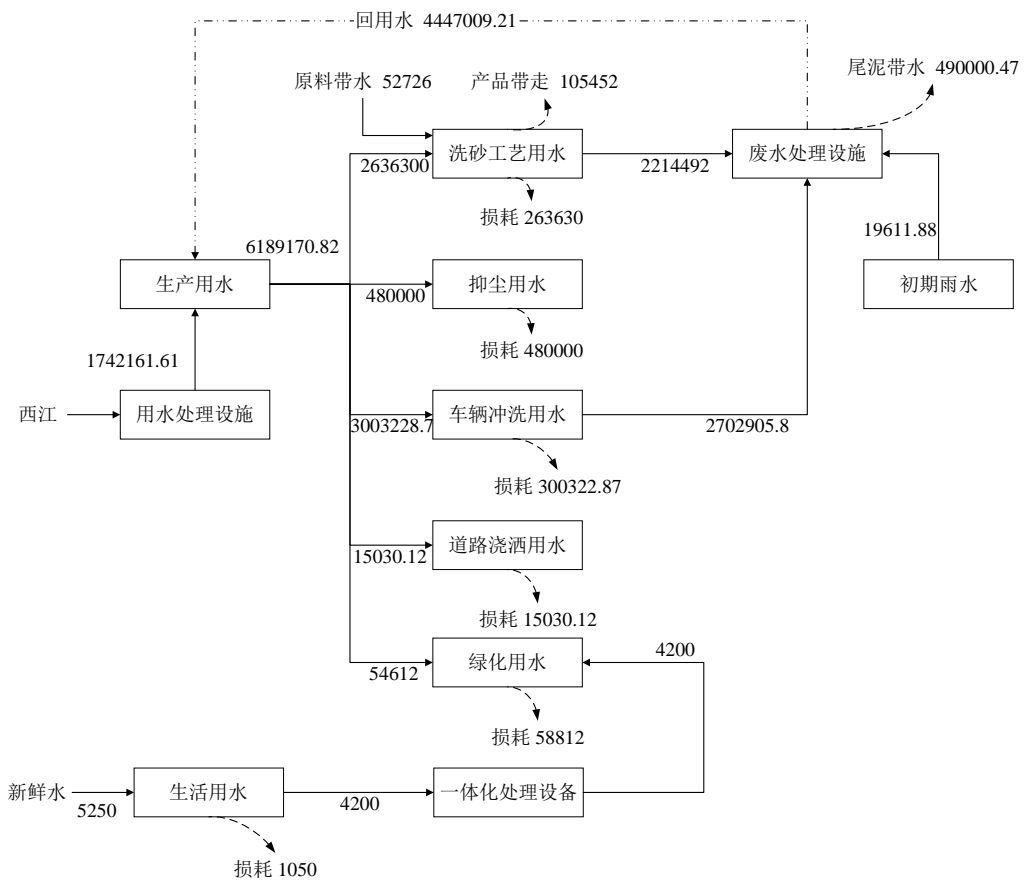 回用水 4447009.21
尾泥带水 490000.47
原料带水 52726
产品带走 105452
洗砂工艺用水
废水处理设施
2636300
2214492
损耗 263630
19611.88
6189170.82
生产用水
抑尘用水
初期雨水
480000
损耗 480000
1742161.61
西江
用水处理设施
车辆冲洗用水
3003228.7
2702905.8
损耗 300322.87
道路浇洒用水
15030.12
损耗 15030.12
绿化用水
4200
54612
损耗 58812
新鲜水
生活用水
一体化处理设备
5250
4200
损耗 1050